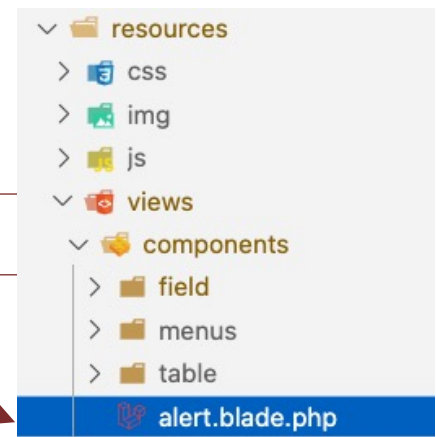 resources
css
img
js
views
components
field
menus
table
alert.blade.php